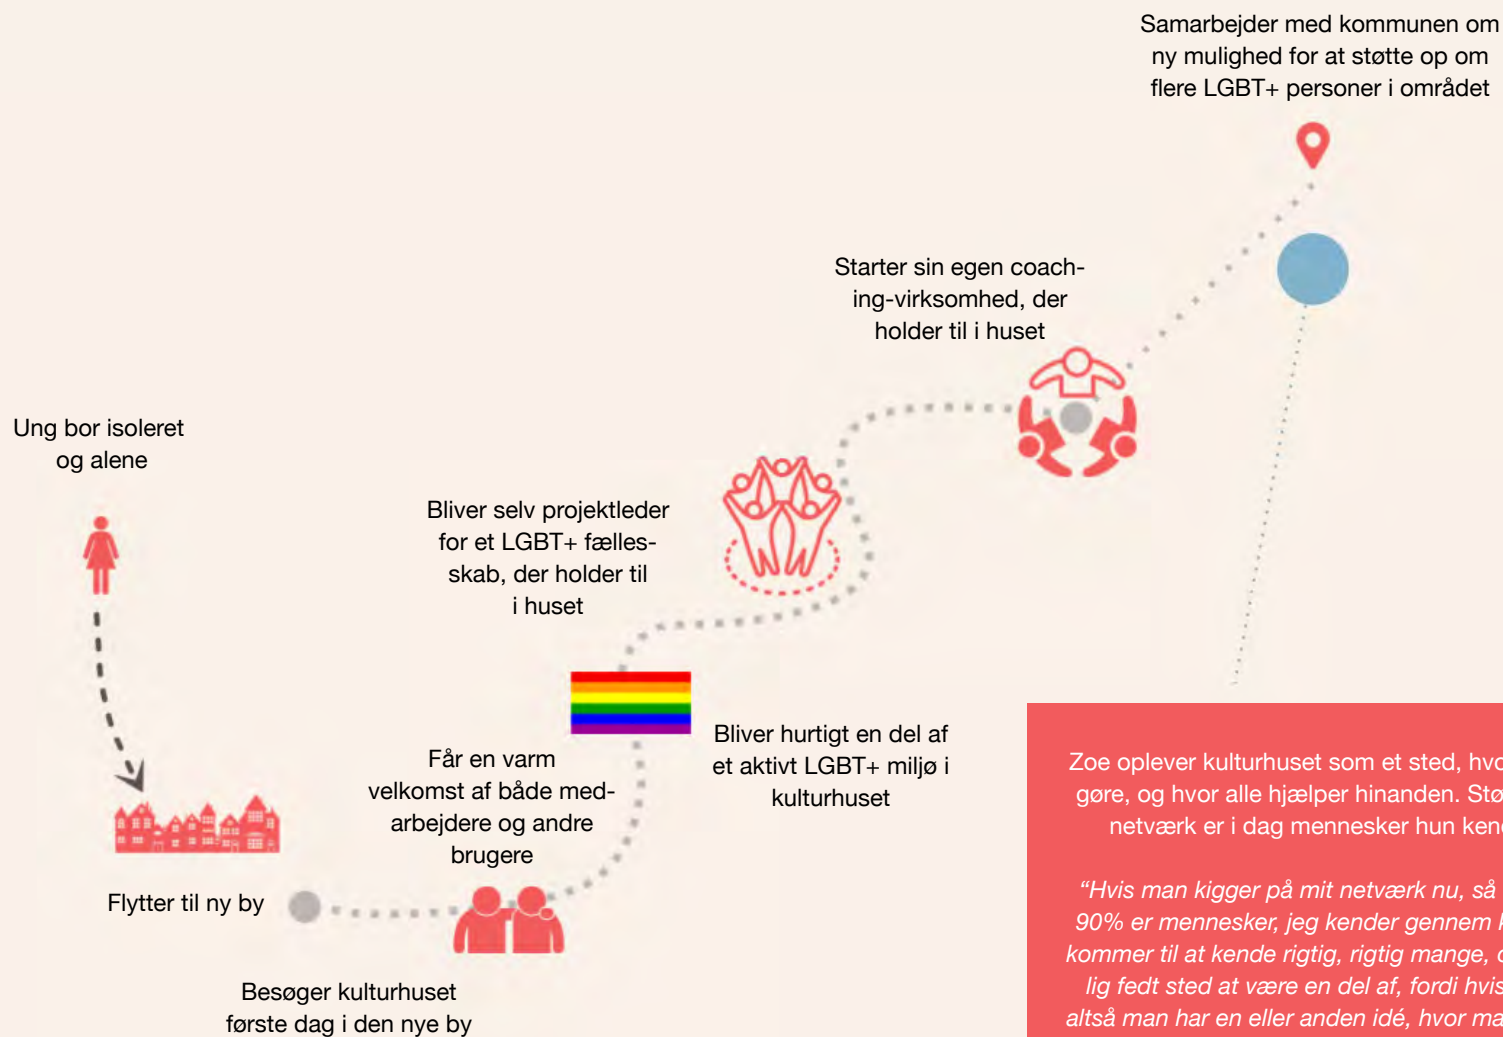 Samarbejder med kommunen om
ny mulighed for at støtte op om
flere LGBT+ personer i området
Starter sin egen coach-
ing-virksomhed, der
holder til i huset
Ung bor isoleret
og alene
Bliver selv projektleder
for et LGBT+ fælles-
skab, der holder til
i huset
Bliver hurtigt en del af
et aktivt LGBT+ miljø i
kulturhuset
Får en varm
velkomst af både med-
arbejdere og andre
brugere
Flytter til ny by
Besøger kulturhuset
første dag i den nye by
Zoe oplever kulturhuset som et sted,
gøre, og hvor alle hjælper hinanden.
netværk er i dag mennesker hun
“Hvis man kigger på mit netværk nu, så
90% er mennesker, jeg kender gennem
kommer til at kende rigtig, rigtig mange,
lig fedt sted at være en del af, fordi hvis
altså man har en eller anden idé, hvor